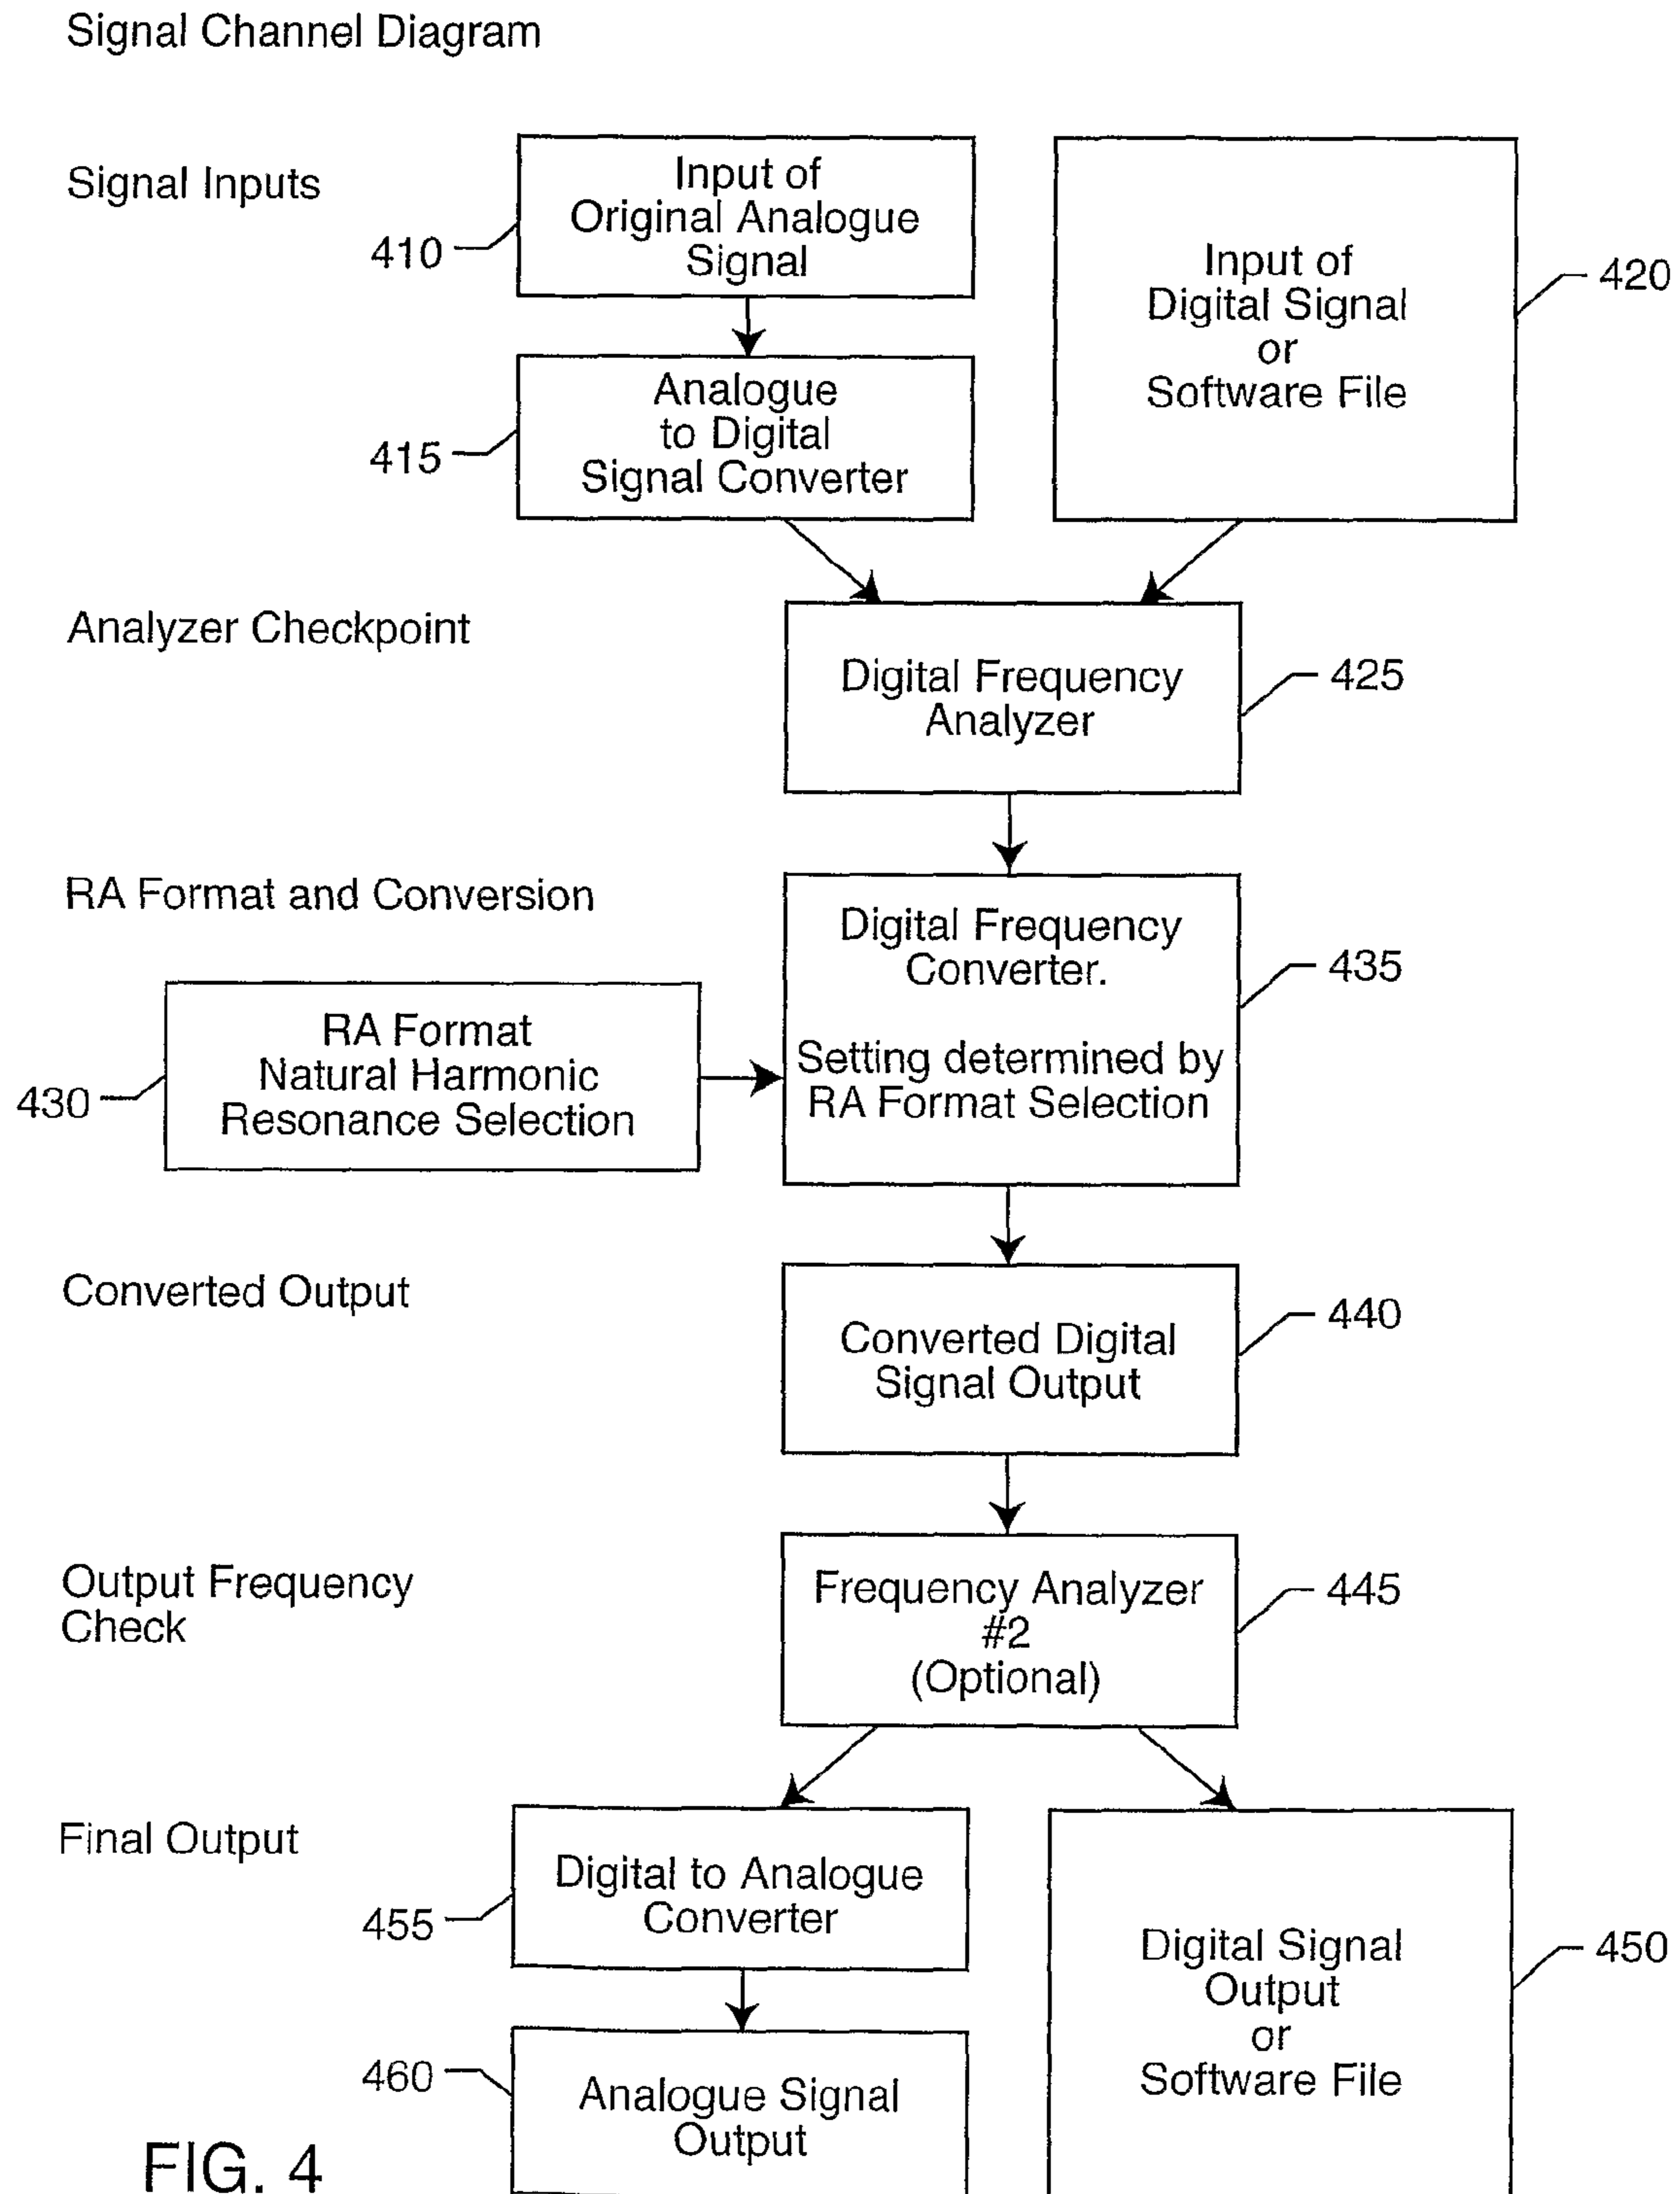 Signal Channel Diagram
Signal Inputs
Input of
Original Analogue
Signal
410
Input of
Digital Signal
or
Software File
420
Analogue
to Digital
Signal Converter
415
Analyzer Checkpoint
Digital Frequency
Analyzer
425
RA Format and Conversion
Digital Frequency
Converter.
Setting determined by
RA Format Selection
435
RA Format
Natural Harmonic
Resonance Selection
430
Converted Output
Converted Digital
Signal Output
440
Output Frequency
Check
Frequency Analyzer
#2
(Optional)
445
Final Output
Digital to Analogue
Converter
455
Digital Signal
Output
or
Software File
450
Analogue Signal
Output
460
FIG. 4